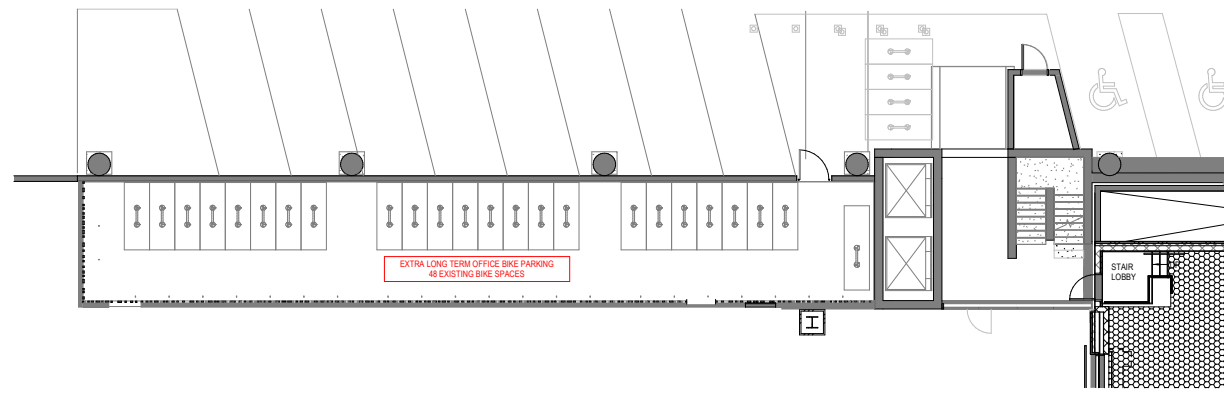 EXTRA LONG TERM OFFICE BIKE PARKING
48 EXISTING BIKE SPACES
STAIR
LOBBY